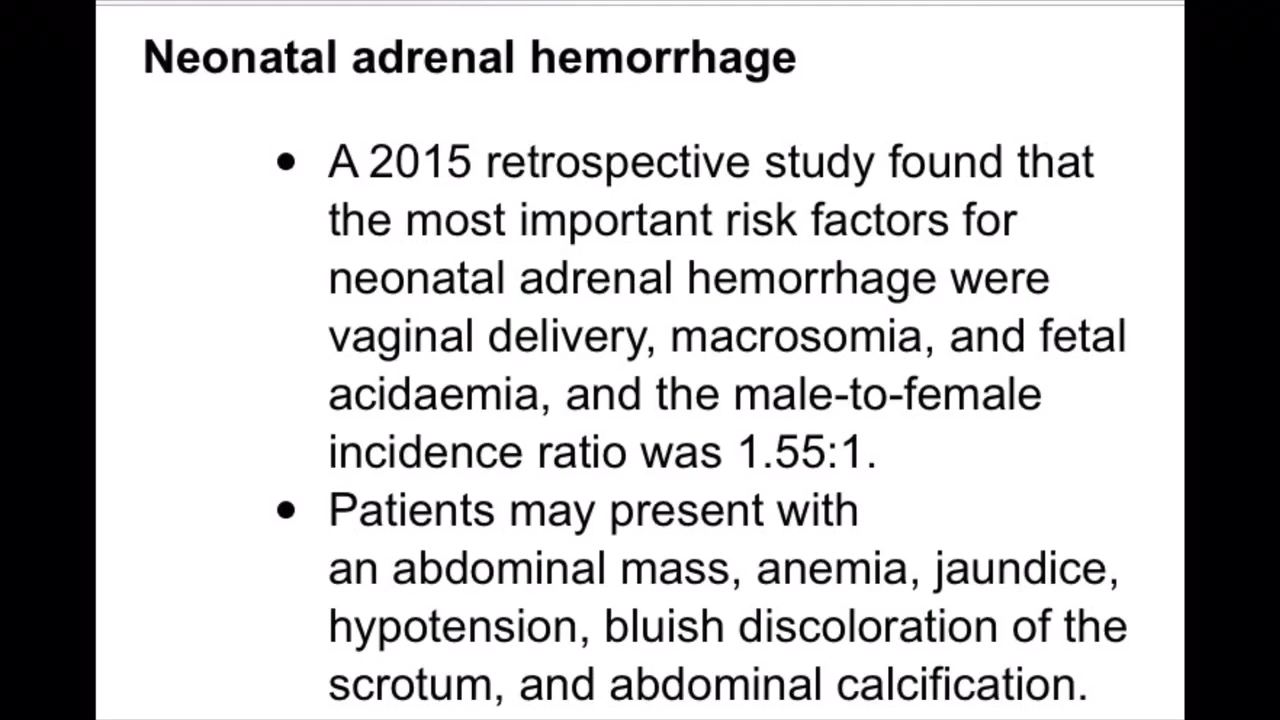 Neonatal adrenal hemorrhage
• A 2015 retrospective study found that
the most important risk factors for
neonatal adrenal hemorrhage were
vaginal delivery, macrosomia, and fetal
acidaemia, and the male-to-female
incidence ratio was 1.55:1.
• Patients may present with
an abdominal mass, anemia, jaundice,
hypotension, bluish discoloration of the
scrotum, and abdominal calcification.